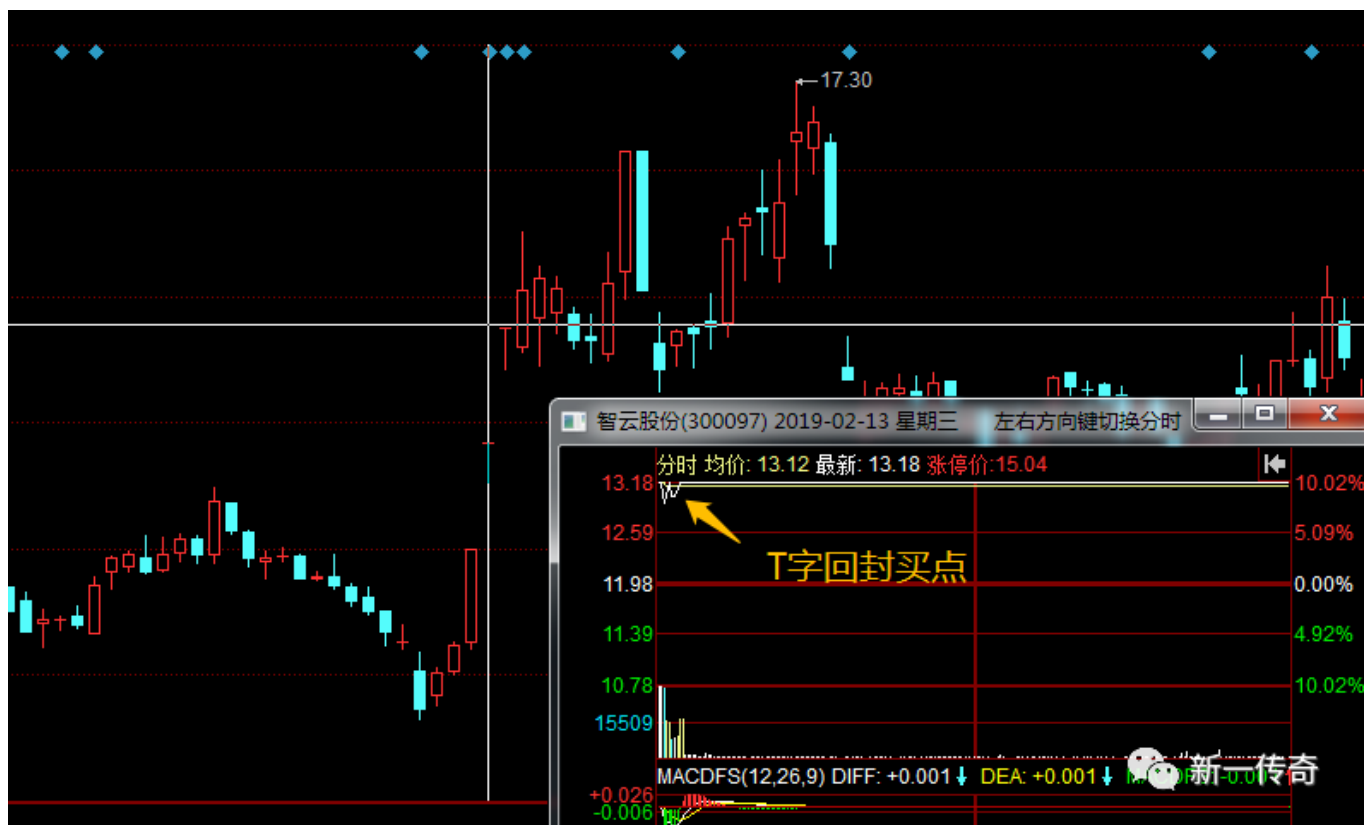 17.30
智云股份(300097) 2019-02-13 星期三 左右方向键切换分时
分时 均价: 13.12 最新: 13.18 涨停价:15.04
13.18 10.02%
12.59 5.09%
T字回封买点
11.98 0.00%
11.39 4.92%
10.78 10.02%
15509
新一传奇
MACDFS(12,26,9) DIFF: +0.001↓ DEA: +0.001↓
+0.026
-0.006